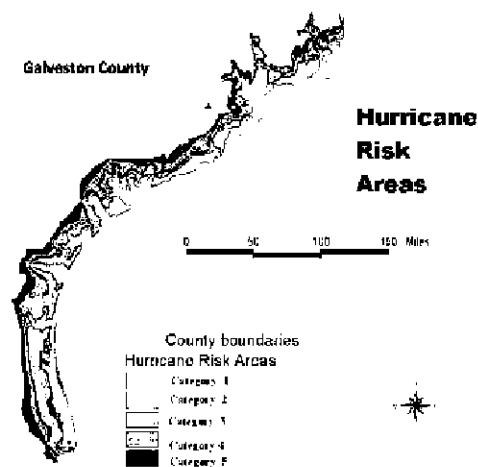 Galveston County
Hurricane
Risk
Areas
0 50 100 150 Miles
County boundaries
Hurricane Risk Areas
Category 1
Category 2
Category 3
Category 4
Category 5